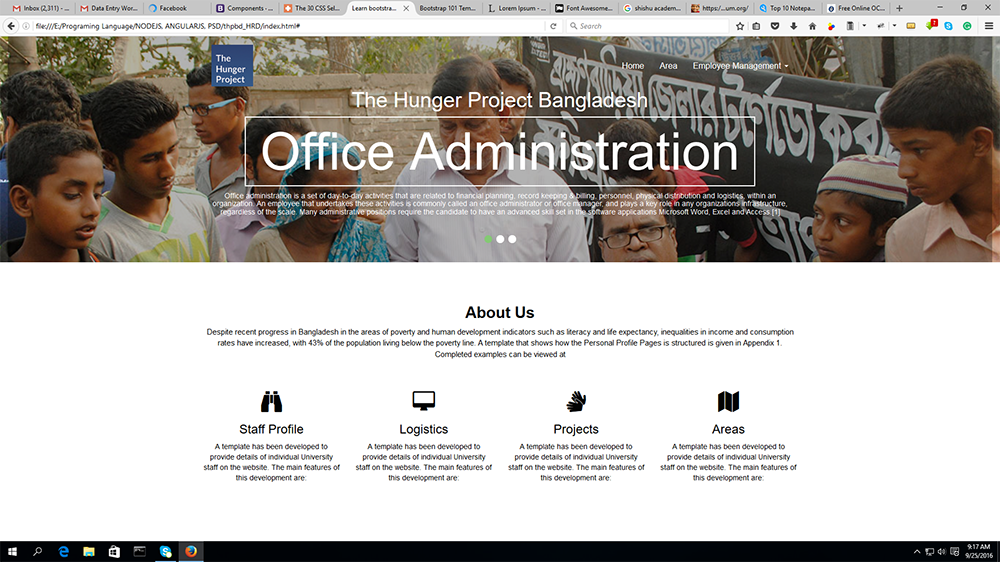 Inbox (2,311) - ...
Data Entry Wor...
Facebook
Components - ...
The 30 CSS Sel...
Learn bootstra...
Bootstrap 101 Tem...
Lorem Ipsum - ...
Font Awesome...
shishu academ...
https:/...um.org/
Top 10 Notepa...
Free Online OC...
file:///E:/Programing Language/NODEJS, ANGULARJS, PSD/thpbd_HRD/index.html#
Search
The
Hunger
Project
Home
Area
Employee Management
The Hunger Project Bangladesh
Office Administration
Office administration is a set of day-to-day activities that are related to financial planning, record keeping & billing, personnel, physical distribution and logistics, within an
organization. An employee that undertakes these activities is commonly called an office administrator or office manager, and plays a key role in any organizations infrastructure,
regardless of the scale. Many administrative positions require the candidate to have an advanced skill set in the software applications Microsoft Word, Excel and Access.[1]
About Us
Despite recent progress in Bangladesh in the areas of poverty and human development indicators such as literacy and life expectancy, inequalities in income and consumption
rates have increased, with 43% of the population living below the poverty line. A template that shows how the Personal Profile Pages is structured is given in Appendix 1.
Completed examples can be viewed at
Staff Profile
A template has been developed to
provide details of individual University
staff on the website. The main features of
this development are:
Logistics
A template has been developed to
provide details of individual University
staff on the website. The main features of
this development are:
Projects
A template has been developed to
provide details of individual University
staff on the website. The main features of
this development are:
Areas
A template has been developed to
provide details of individual University
staff on the website. The main features of
this development are:
9:17 AM
9/25/2016